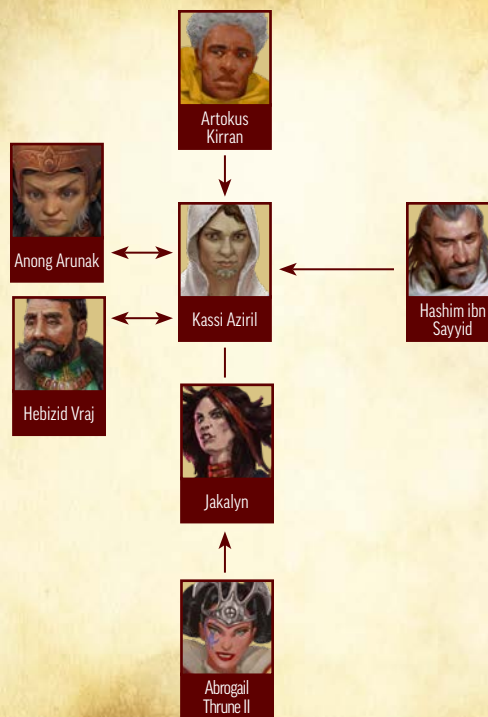 Artokus
Kirran
Anong Arunak
Kassi Aziril
Hashim ibn
Sayyid
Hebizid Vraj
Jakalyn
Abrogail
Thrune II